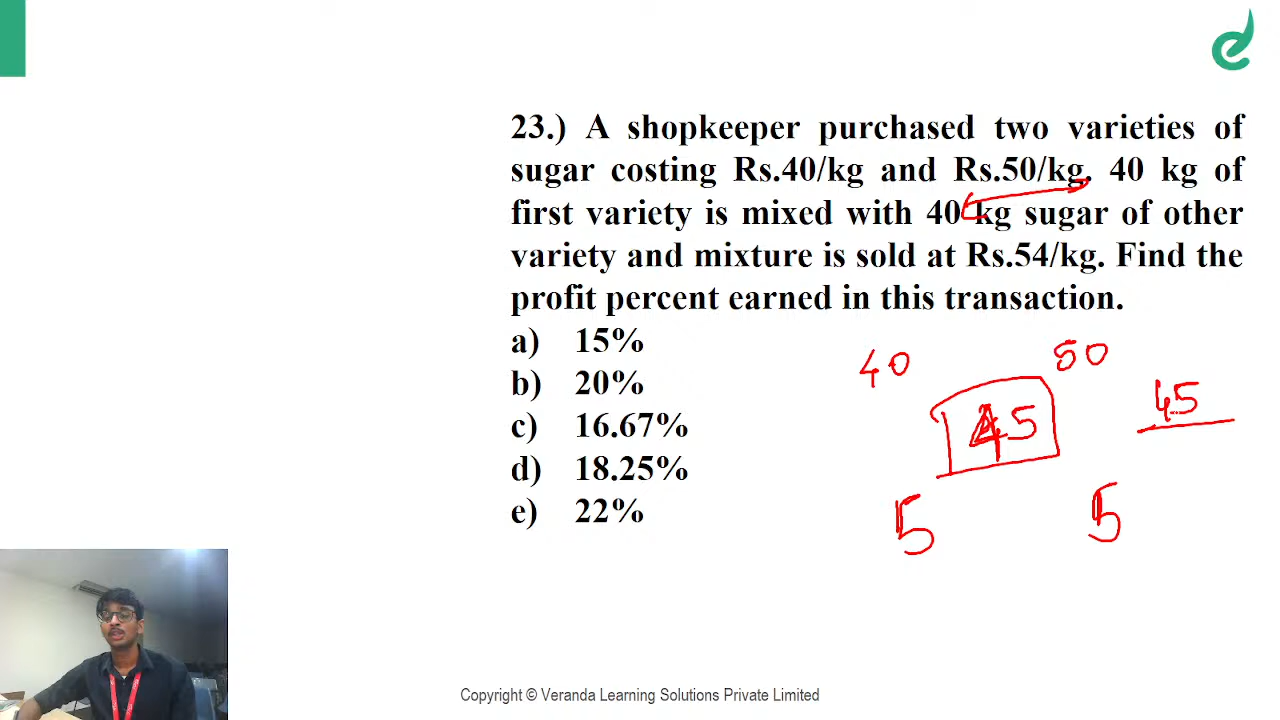 23.) A shopkeeper purchased two varieties of
sugar costing Rs.40/kg and Rs.50/kg. 40 kg of
first variety is mixed with 40 kg sugar of other
variety and mixture is sold at Rs.54/kg. Find the
profit percent earned in this transaction.
a) 15%
b) 20%
c) 16.67%
d) 18.25%
e) 22%
40 50
45 45
5 5
Copyright © Veranda Learning Solutions Private Limited